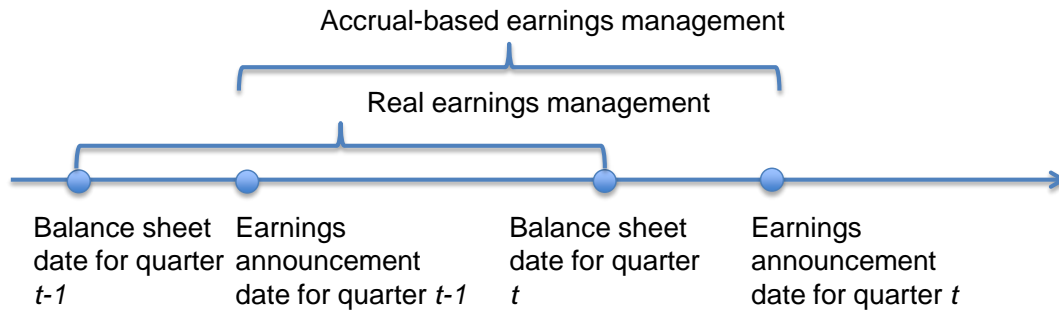 Accrual-based earnings management
Real earnings management
Balance sheet
date for quarter
t-1
Earnings
announcement
date for quarter t-1
Balance sheet
date for quarter
t
Earnings
announcement
date for quarter t